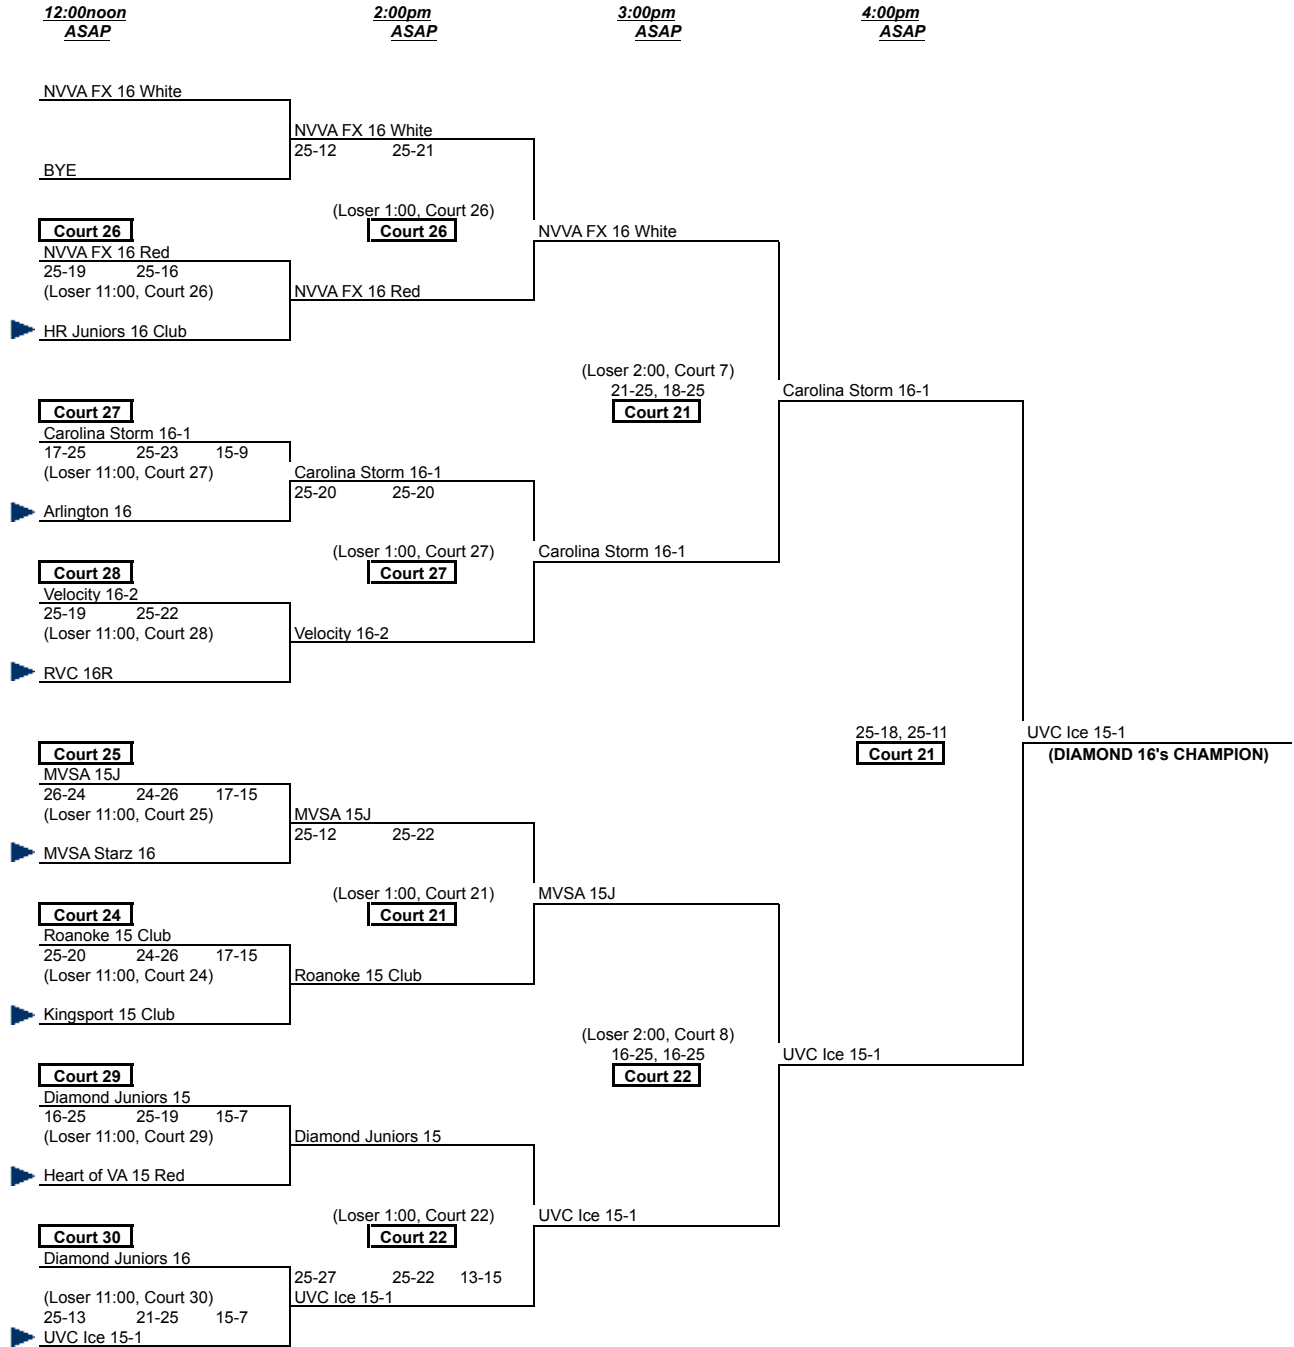 12:00noon 2:00pm 3:00pm 4:00pm
ASAP ASAP ASAP ASAP
NVVA FX 16 White
NVVA FX 16 White
25-12 25-21
BYE
(Loser 1:00, Court 26)
Court 26 Court 26 NVVA FX 16 White
NVVA FX 16 Red
25-19 25-16
(Loser 11:00, Court 26) NVVA FX 16 Red
HR Juniors 16 Club
(Loser 2:00, Court 7)
21-25, 18-25 Carolina Storm 16-1
Court 27 Court 21
Carolina Storm 16-1
17-25 25-23 15-9
(Loser 11:00, Court 27) Carolina Storm 16-1
25-20 25-20
Arlington 16
(Loser 1:00, Court 27) Carolina Storm 16-1
Court 28 Court 27
Velocity 16-2
25-19 25-22
(Loser 11:00, Court 28) Velocity 16-2
RVC 16R
25-18, 25-11 UVC Ice 15-1
Court 25 Court 21 (DIAMOND 16's CHAMPION)
MVSA 15J
26-24 24-26 17-15
(Loser 11:00, Court 25) MVSA 15J
25-12 25-22
MVSA Starz 16
(Loser 1:00, Court 21) MVSA 15J
Court 24 Court 21
Roanoke 15 Club
25-20 24-26 17-15
(Loser 11:00, Court 24) Roanoke 15 Club
Kingsport 15 Club
(Loser 2:00, Court 8)
16-25, 16-25 UVC Ice 15-1
Court 29 Court 22
Diamond Juniors 15
16-25 25-19 15-7
(Loser 11:00, Court 29) Diamond Juniors 15
Heart of VA 15 Red
(Loser 1:00, Court 22) UVC Ice 15-1
Court 30 Court 22
Diamond Juniors 16
25-27 25-22 13-15
(Loser 11:00, Court 30) UVC Ice 15-1
25-13 21-25 15-7
UVC Ice 15-1